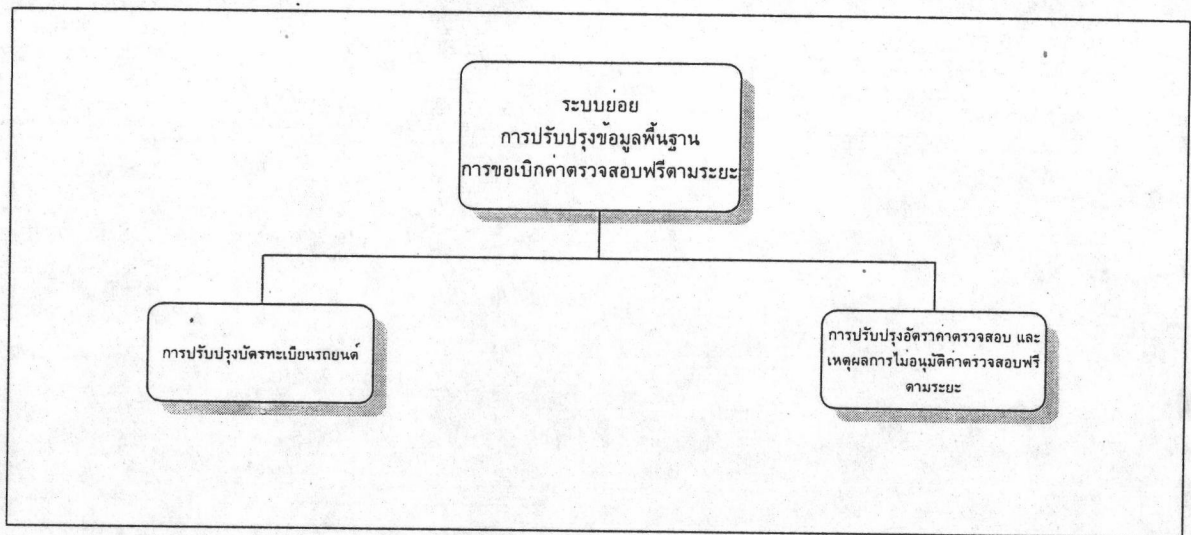 ระบบย่อย
การปรับปรุงข้อมูลพื้นฐาน
การขอเบิกค่าตรวจสอบฟรีตามระยะ
การปรับปรุงบัตรทะเบียนรถยนต์
การปรับปรุงอัตราค่าตรวจสอบ และ
เหตุผลการไม่อนุมัติค่าตรวจสอบฟรี
ตามระยะ